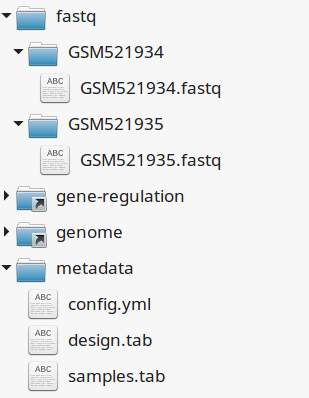 fastq
GSM521934
ABC
GSM521934.fastq
GSM521935
ABC
GSM521935.fastq
gene-regulation
genome
metadata
ABC
config.yml
ABC
design.tab
ABC
samples.tab